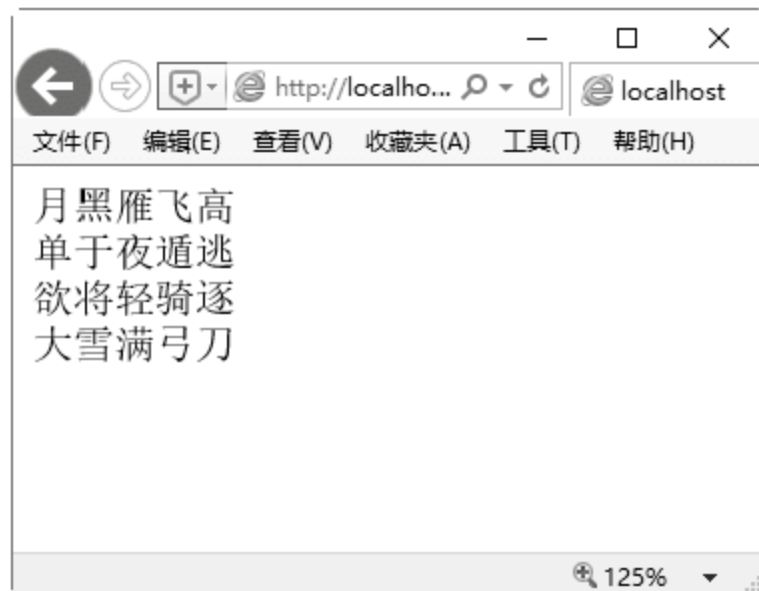 http://localho...
localhost
文件(F) 编辑(E) 查看(V) 收藏夹(A) 工具(T) 帮助(H)
月黑雁飞高
单于夜遁逃
欲将轻骑逐
大雪满弓刀
125%